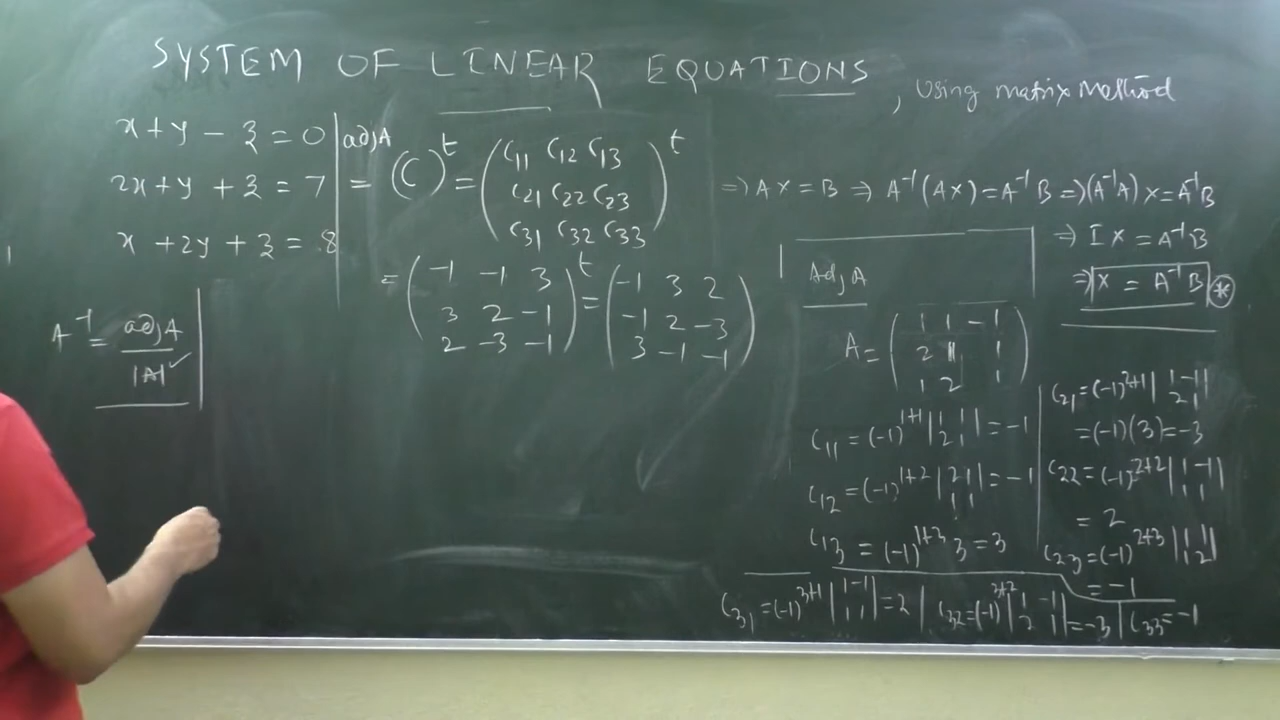 SYSTEM OF LINEAR EQUATIONS, Using matrix Method
x + y - z = 0
2x + y + z = 7
x + 2y + z = 8
adjA = (C)^t = (C11 C12 C13
C21 C22 C23
C31 C32 C33)^t
= (-1 -1 3
3 2 -1
2 -3 -1)^t = (-1 3 2
-1 2 -3
3 -1 -1)
A^-1 = adjA / |A| ✓
⇒ AX = B ⇒ A^-1(AX) = A^-1 B ⇒ (A^-1 A) X = A^-1 B
⇒ IX = A^-1 B
⇒ X = A^-1 B *
Adj A
A = (1 1 -1
2 1 1
1 2 1)
C11 = (-1)^1+1 |1 1
2 1| = -1
C12 = (-1)^1+2 |2 1
1 1| = -1
C13 = (-1)^1+3 3 = 3
C21 = (-1)^2+1 |1 -1
2 1|
= (-1)(3) = -3
C22 = (-1)^2+2 |1 -1
1 1|
= 2
C23 = (-1)^2+3 |1 1
1 2|
= -1
C31 = (-1)^3+1 |1 -1
1 1| = 2
C32 = (-1)^3+2 |1 -1
2 1| = -3
C33 = -1